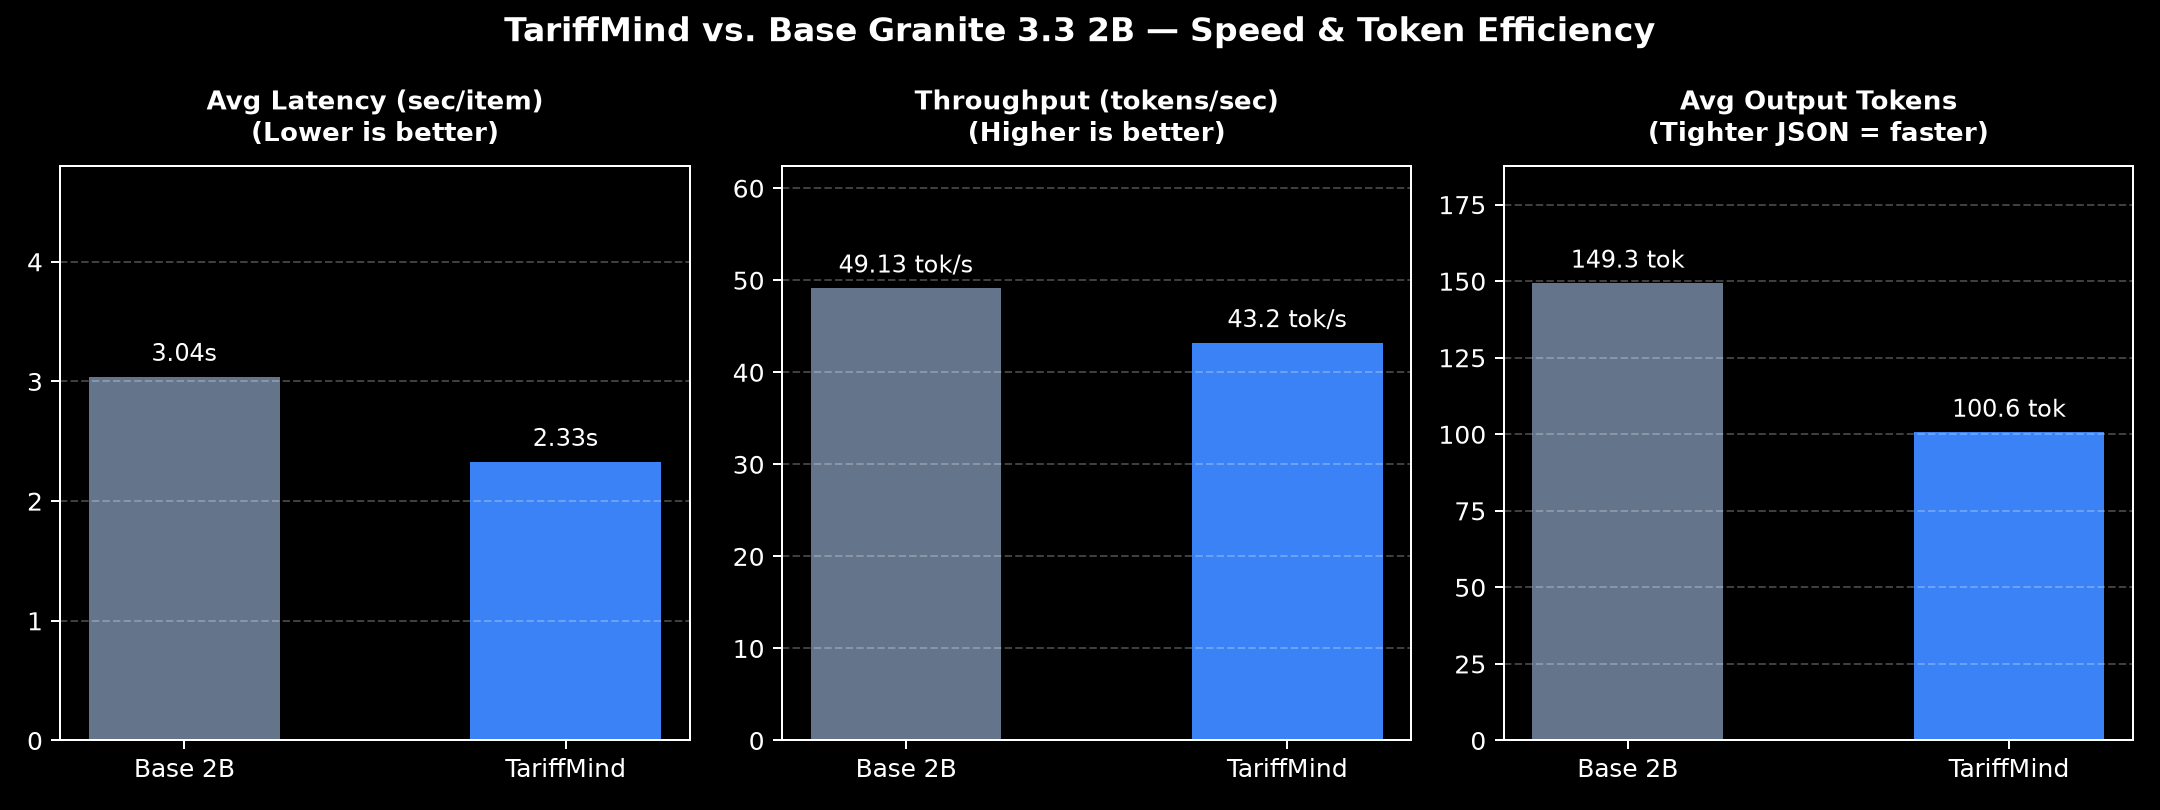 TariffMind vs. Base Granite 3.3 2B — Speed & Token Efficiency
Avg Latency (sec/item)
(Lower is better)
4
3
2
1
0
3.04s
2.33s
Base 2B
TariffMind
Throughput (tokens/sec)
(Higher is better)
60
50
40
30
20
10
0
49.13 tok/s
43.2 tok/s
Base 2B
TariffMind
Avg Output Tokens
(Tighter JSON = faster)
175
150
125
100
75
50
25
0
149.3 tok
100.6 tok
Base 2B
TariffMind